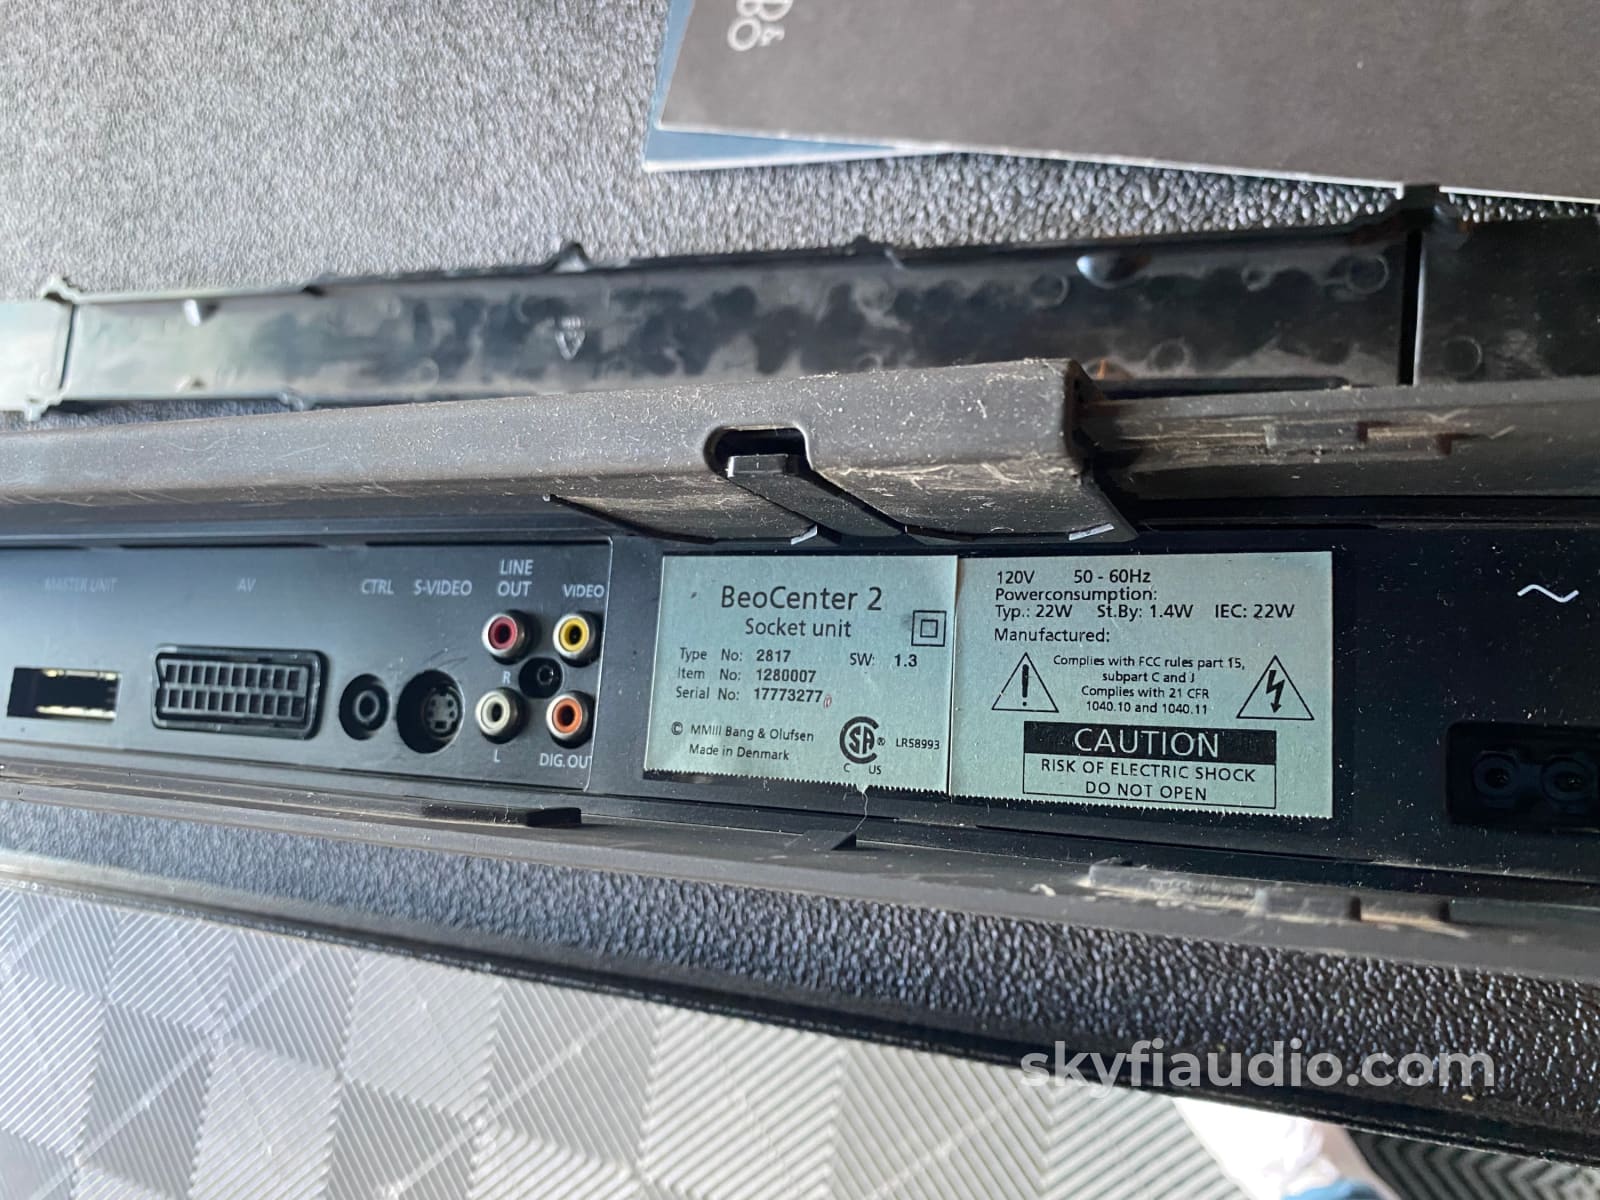 B&O
MASTER UNIT
AV
CTRL
S-VIDEO
LINE
OUT
VIDEO
R
L
DIG. OUT
BeoCenter 2
Socket unit
Type No: 2817 SW: 1.3
Item No: 1280007
Serial No: 17773277
© MMIII Bang & Olufsen
Made in Denmark
SA ® LR58993
C US
120V 50 - 60Hz
Powerconsumption:
Typ.: 22W St.By: 1.4W IEC: 22W
Manufactured:
Complies with FCC rules part 15,
subpart C and J
Complies with 21 CFR
1040.10 and 1040.11
!
CAUTION
RISK OF ELECTRIC SHOCK
DO NOT OPEN
~
skyfiaudio.com